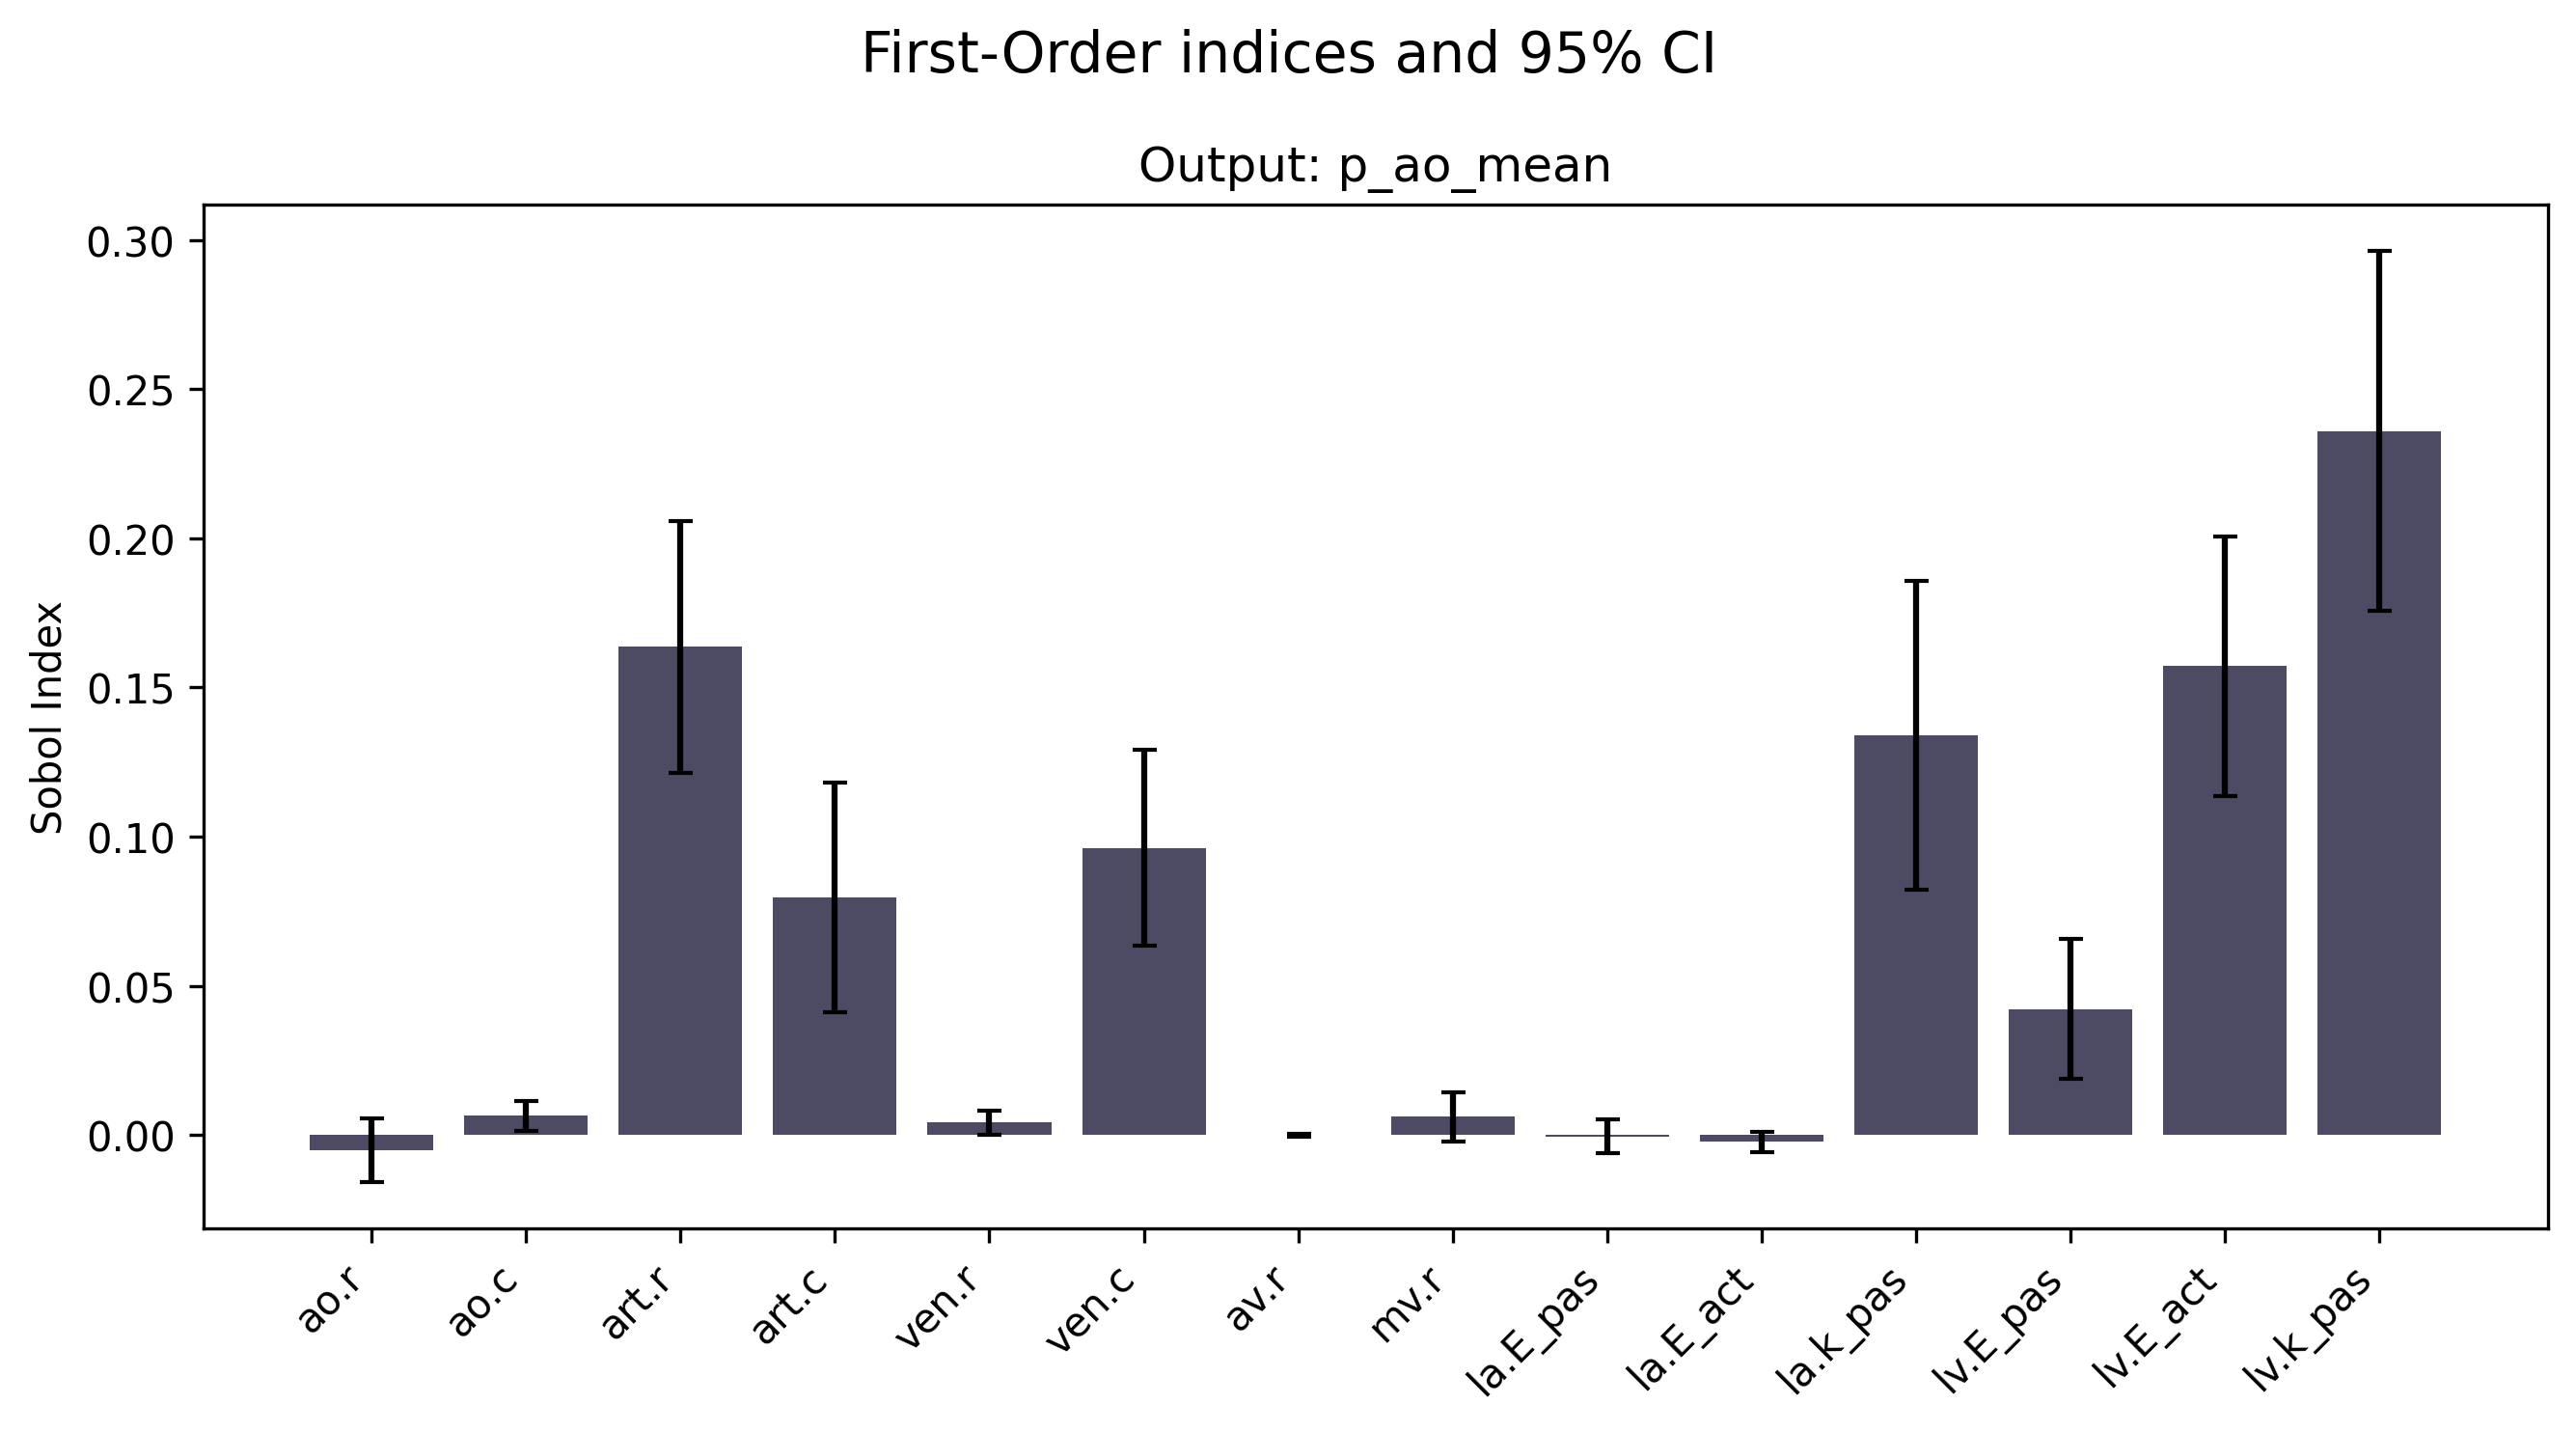 First-Order indices and 95% CI
Output: p_ao_mean
Sobol Index
0.30
0.25
0.20
0.15
0.10
0.05
0.00
ao.r
ao.c
art.r
art.c
ven.r
ven.c
av.r
mv.r
la.E_pas
la.E_act
la.k_pas
lv.E_pas
lv.E_act
lv.k_pas